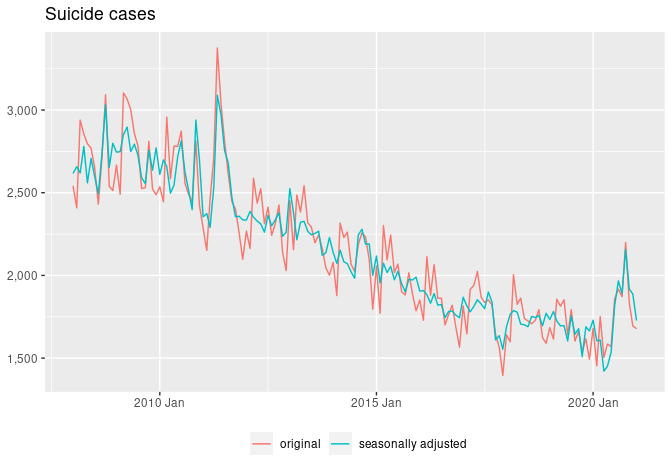 Suicide cases
3,000
2,500
2,000
1,500
2010 Jan
2015 Jan
2020 Jan
original
seasonally adjusted